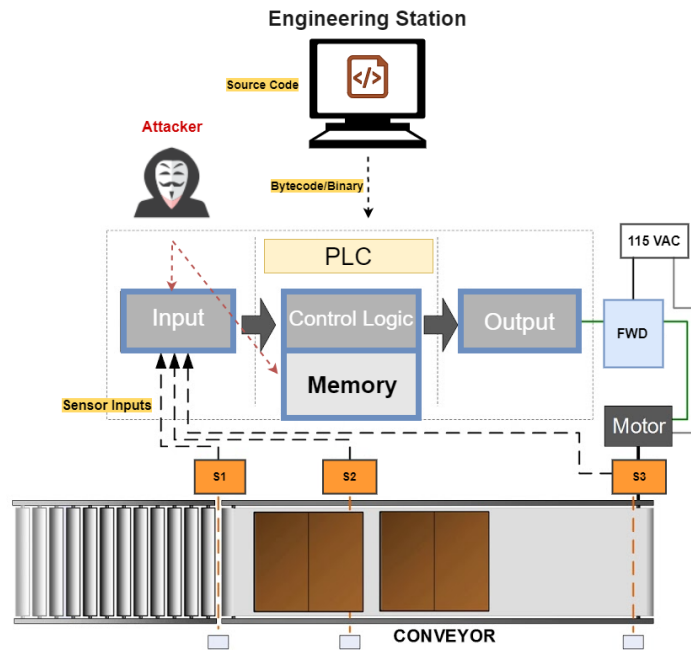 Engineering Station
Source Code
</>
Attacker
Bytecode/Binary
PLC
115 VAC
Input
Control Logic
Output
FWD
Memory
Sensor Inputs
Motor
S1
S2
S3
CONVEYOR